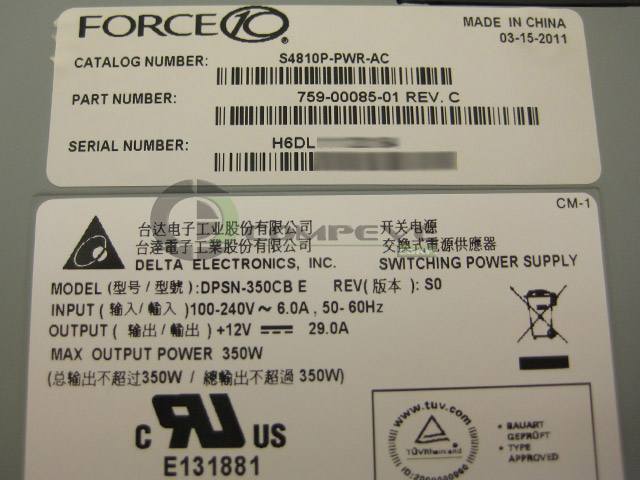 FORCE10®
MADE IN CHINA
03-15-2011
CATALOG NUMBER: S4810P-PWR-AC
PART NUMBER: 759-00085-01 REV. C
SERIAL NUMBER: H6DL
CM-1
台达电子工业股份有限公司 开关电源
台達電子工業股份有限公司 交換式電源供應器
DELTA ELECTRONICS, INC. SWITCHING POWER SUPPLY
MODEL (型号/型號):DPSN-350CB E REV(版本): S0
INPUT (输入/輸入)100-240V~ 6.0A, 50-60Hz
OUTPUT (输出/輸出) +12V ⎓ 29.0A
MAX OUTPUT POWER 350W
(总输出不超过350W / 總輸出不超過 350W)
C RU US
E131881
www.tuv.com
TÜVRheinland
• BAUART
GEPRÜFT
• TYPE
APPROVED